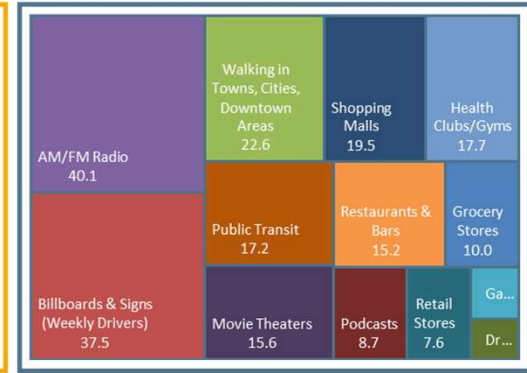 AM/FM Radio
40.1
Billboards & Signs
(Weekly Drivers)
37.5
Walking in
Towns, Cities,
Downtown
Areas
22.6
Shopping
Malls
19.5
Health
Clubs/Gyms
17.7
Public Transit
17.2
Restaurants &
Bars
15.2
Grocery
Stores
10.0
Movie Theaters
15.6
Podcasts
8.7
Retail
Stores
7.6
Ga...
Dr...